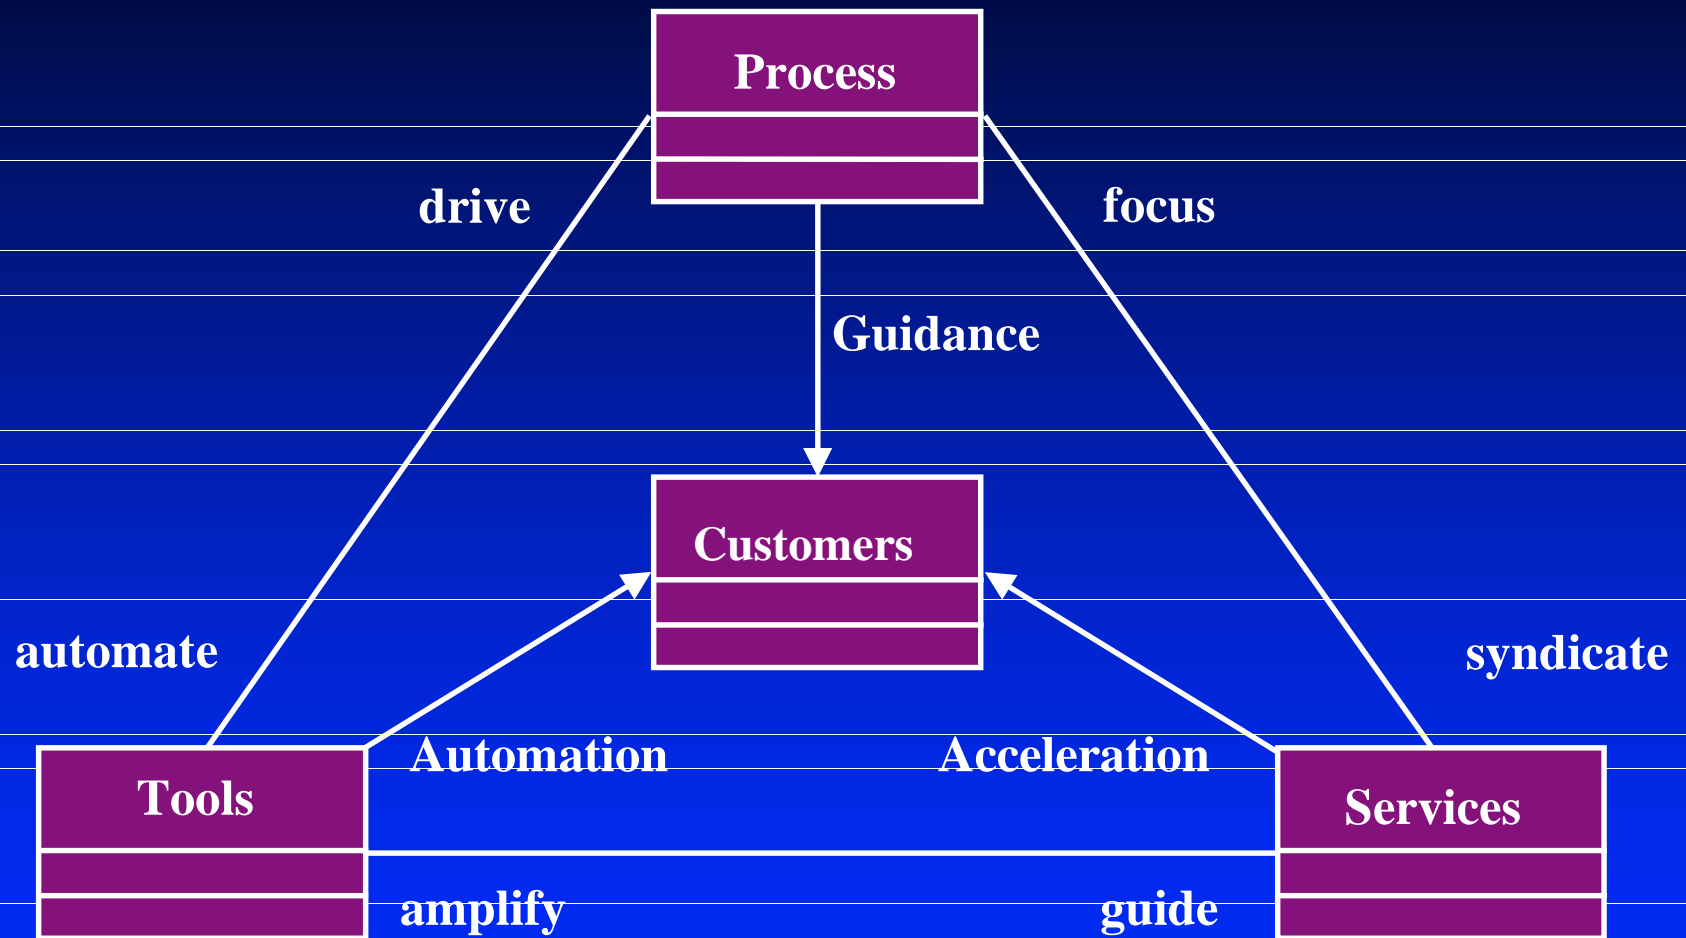 Process
drive
focus
Guidance
Customers
automate
syndicate
Automation
Acceleration
Tools
Services
amplify
guide